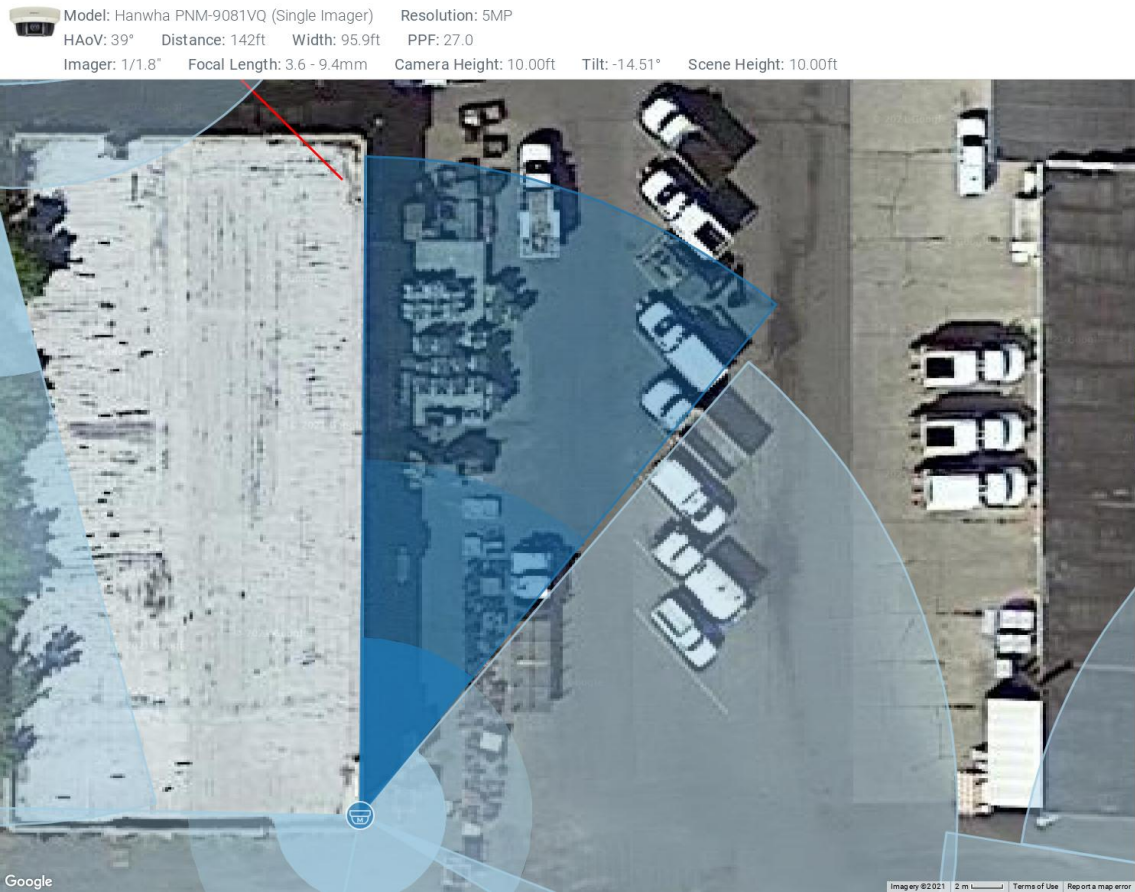 Model: Hanwha PNM-9081VQ (Single Imager) Resolution: 5MP
HAoV: 39° Distance: 142ft Width: 95.9ft PPF: 27.0
Imager: 1/1.8" Focal Length: 3.6 - 9.4mm Camera Height: 10.00ft Tilt: -14.51° Scene Height: 10.00ft
M
Google
Imagery ©2021 2 m Terms of Use Report a map error